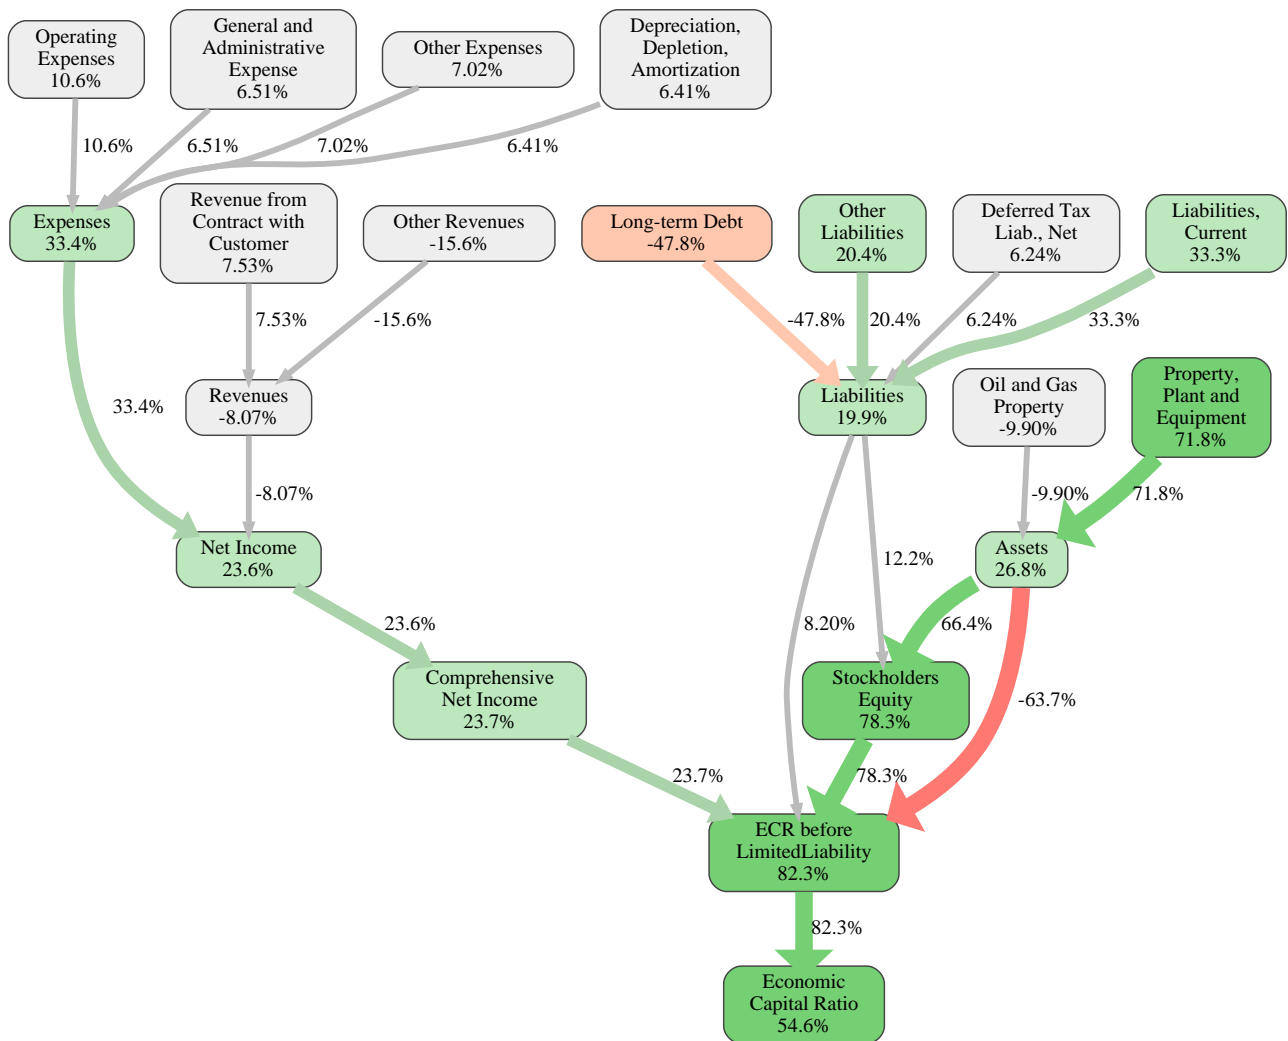 Operating
Expenses
10.6%
General and
Administrative
Expense
6.51%
Other Expenses
7.02%
Depreciation,
Depletion,
Amortization
6.41%
10.6%
6.51%
7.02%
6.41%
Expenses
33.4%
Revenue from
Contract with
Customer
7.53%
Other Revenues
-15.6%
Long-term Debt
-47.8%
Other
Liabilities
20.4%
Deferred Tax
Liab., Net
6.24%
Liabilities,
Current
33.3%
7.53%
-15.6%
-47.8%
20.4%
6.24%
33.3%
33.4%
Revenues
-8.07%
Liabilities
19.9%
Oil and Gas
Property
-9.90%
Property,
Plant and
Equipment
71.8%
-8.07%
-9.90%
71.8%
Net Income
23.6%
12.2%
Assets
26.8%
23.6%
8.20%
66.4%
Comprehensive
Net Income
23.7%
Stockholders
Equity
78.3%
-63.7%
23.7%
78.3%
ECR before
LimitedLiability
82.3%
82.3%
Economic
Capital Ratio
54.6%